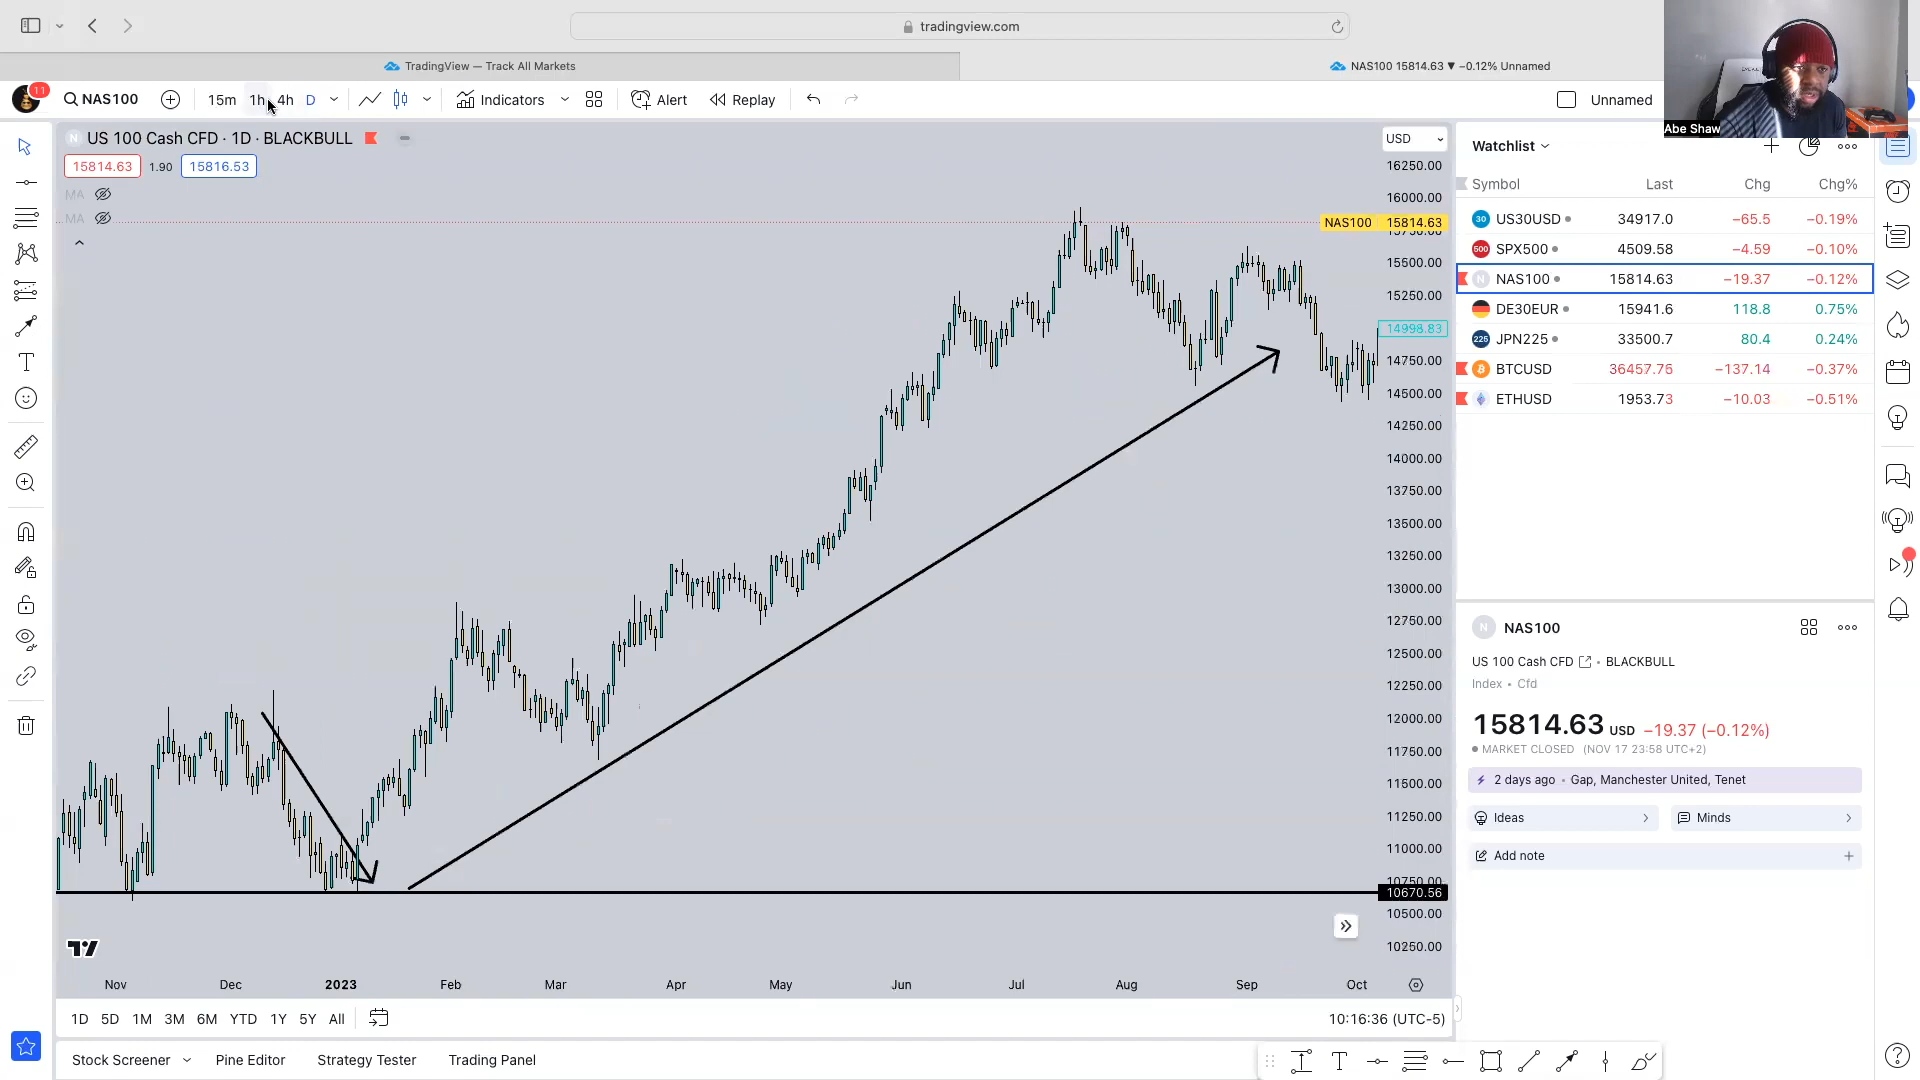 tradingview.com
TradingView — Track All Markets
NAS100 15814.63 ▼ −0.12% Unnamed
11
NAS100
15m
1h
4h
D
Indicators
Alert
Replay
Unnamed
Abe Shaw
US 100 Cash CFD · 1D · BLACKBULL
15814.63 1.90 15816.53
MA
MA
USD
16250.00
16000.00
NAS100 15814.63
15750.00
15500.00
15250.00
14998.83
14750.00
14500.00
14250.00
14000.00
13750.00
13500.00
13250.00
13000.00
12750.00
12500.00
12250.00
12000.00
11750.00
11500.00
11250.00
11000.00
10750.00
10670.56
10500.00
10250.00
Nov Dec 2023 Feb Mar Apr May Jun Jul Aug Sep Oct
1D 5D 1M 3M 6M YTD 1Y 5Y All
10:16:36 (UTC-5)
Stock Screener Pine Editor Strategy Tester Trading Panel
Watchlist
Symbol Last Chg Chg%
30 US30USD 34917.0 −65.5 −0.19%
500 SPX500 4509.58 −4.59 −0.10%
N NAS100 15814.63 −19.37 −0.12%
DE30EUR 15941.6 118.8 0.75%
225 JPN225 33500.7 80.4 0.24%
BTCUSD 36457.75 −137.14 −0.37%
ETHUSD 1953.73 −10.03 −0.51%
N NAS100
US 100 Cash CFD • BLACKBULL
Index • Cfd
15814.63 USD −19.37 (−0.12%)
MARKET CLOSED (NOV 17 23:58 UTC+2)
2 days ago • Gap, Manchester United, Tenet
Ideas
Minds
Add note